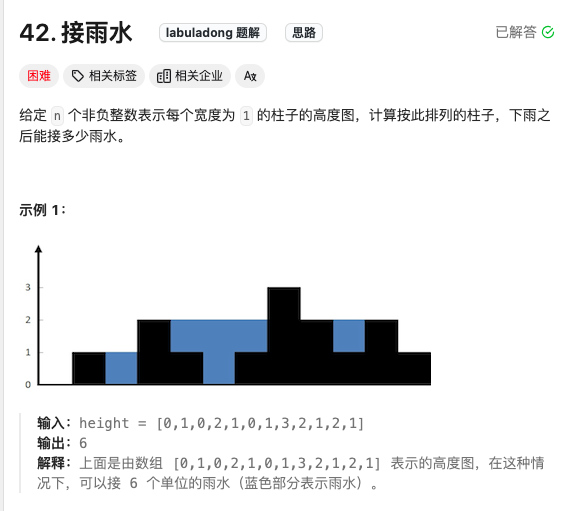 42. 接雨水 labuladong 题解 思路 已解答
困难 相关标签 相关企业 Aあ
给定 n 个非负整数表示每个宽度为 1 的柱子的高度图，计算按此排列的柱子，下雨之
后能接多少雨水。
示例 1：
3
2
1
0
输入：height = [0,1,0,2,1,0,1,3,2,1,2,1]
输出：6
解释：上面是由数组 [0,1,0,2,1,0,1,3,2,1,2,1] 表示的高度图，在这种情
况下，可以接 6 个单位的雨水（蓝色部分表示雨水）。